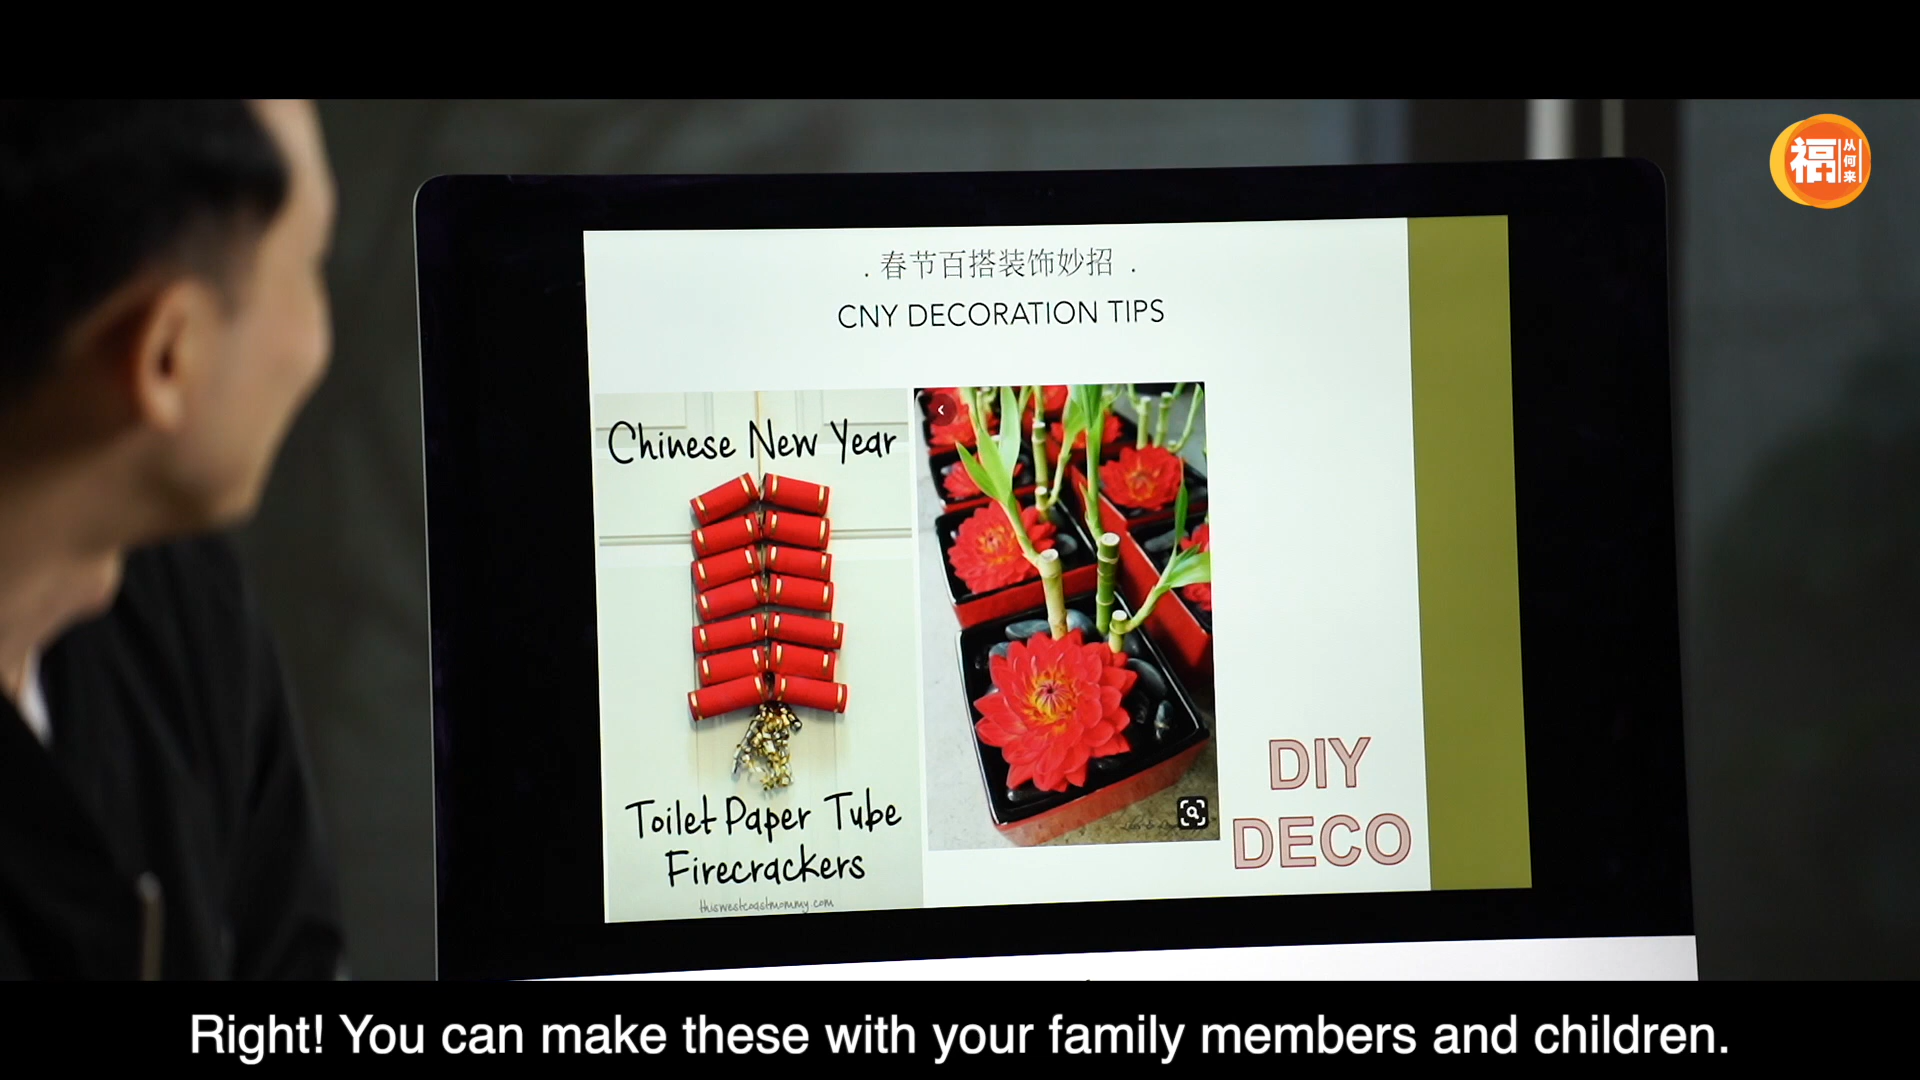 福
从何来
. 春节百搭装饰妙招 .
CNY DECORATION TIPS
Chinese New Year
Toilet Paper Tube
Firecrackers
thiswestcoastmommy.com
DIY
DECO
Right! You can make these with your family members and children.